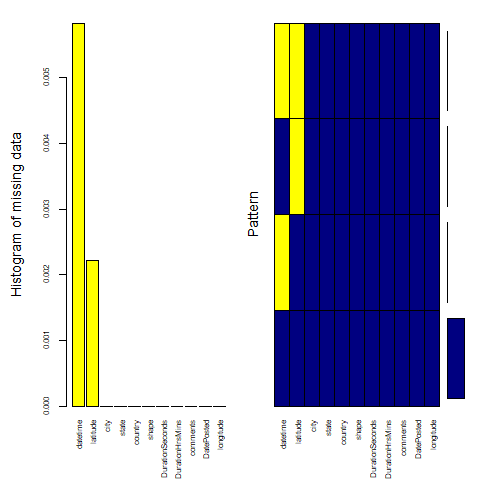 Histogram of missing data
0.000
0.001
0.002
0.003
0.004
0.005
datetime
latitude
city
state
country
shape
DurationSeconds
DurationHrsMins
comments
DatePosted
longitude
Pattern
datetime
latitude
city
state
country
shape
DurationSeconds
DurationHrsMins
comments
DatePosted
longitude